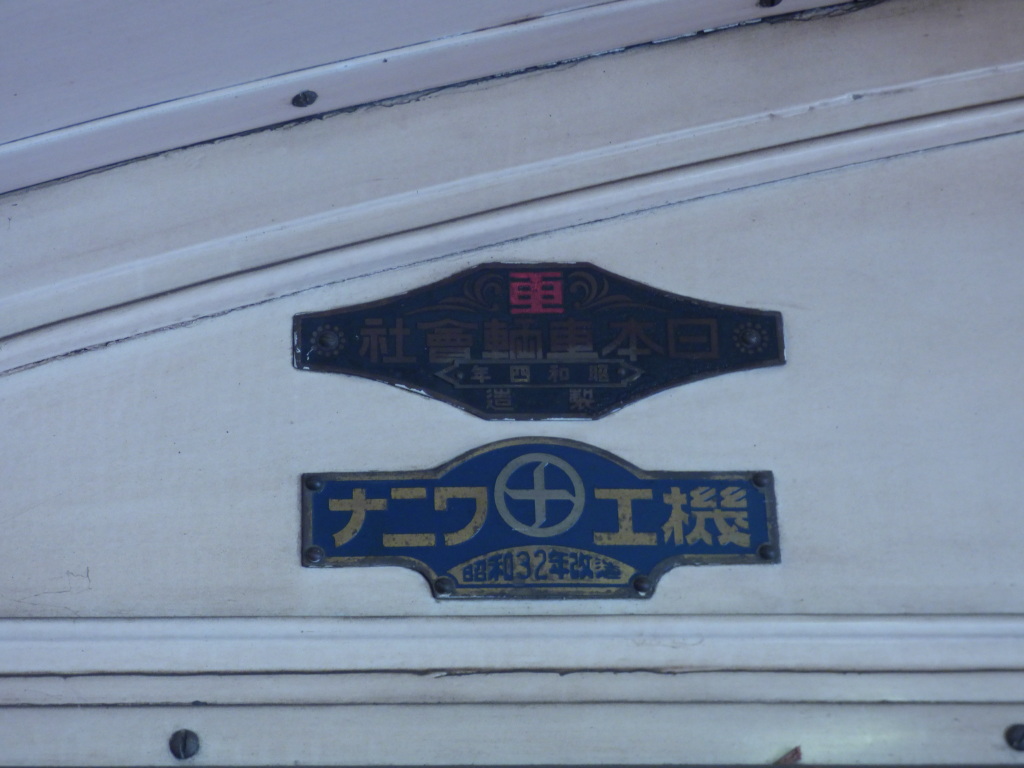 車
日本車輛會社
昭和四年
製造
ナニワ工機
昭和32年改造